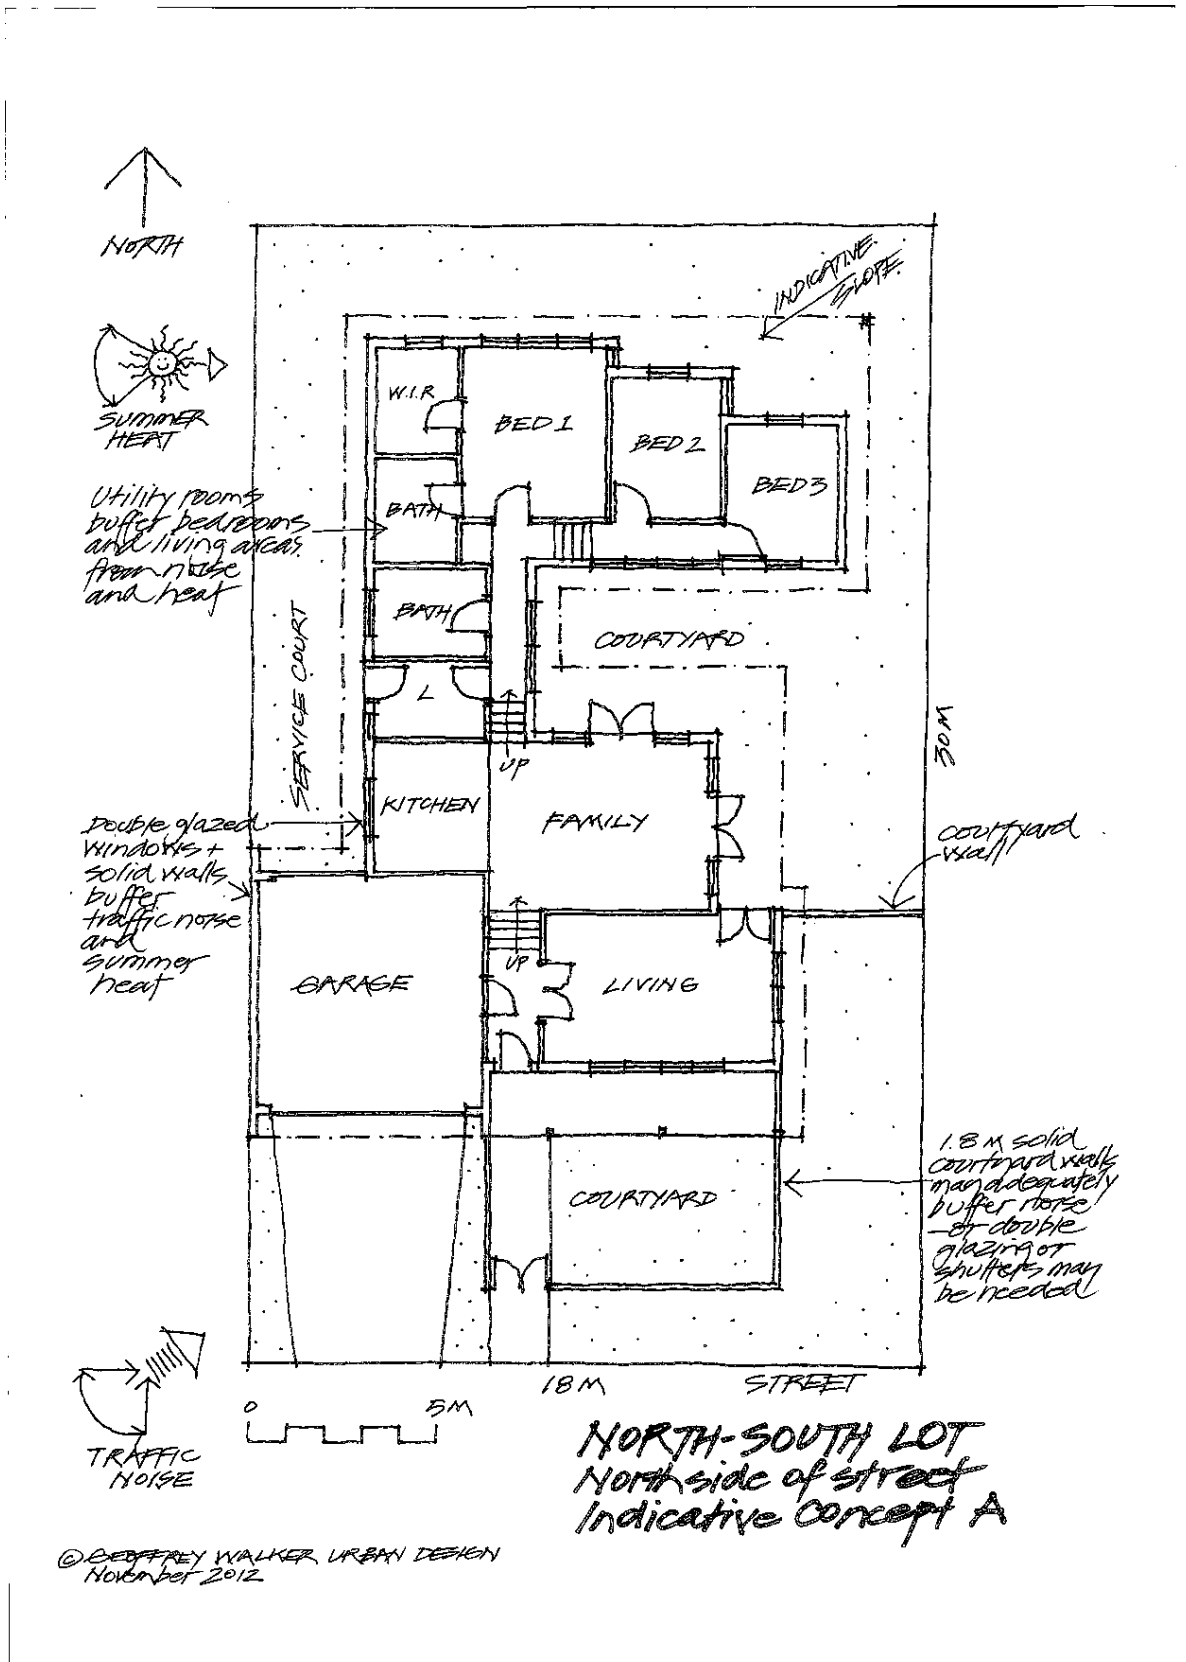 NORTH
INDICATIVE
SLOPE
SUMMER
HEAT
W.I.R
BED 1
BED 2
BED 3
Utility rooms
buffer bedrooms
and living areas
from noise
and heat
BATH
BATH
COURTYARD
SERVICE COURT
L
UP
30M
KITCHEN
FAMILY
Double glazed
windows +
solid walls
buffer
traffic noise
and
summer
heat
courtyard
wall
UP
GARAGE
LIVING
1.8 M solid
courtyard walls
may adequately
buffer noise
- or double
glazing or
shutters may
be needed
COURTYARD
TRAFFIC
NOISE
0
5M
18M
STREET
NORTH-SOUTH LOT
North side of street
Indicative Concept A
© GEOFFREY WALKER URBAN DESIGN
November 2012